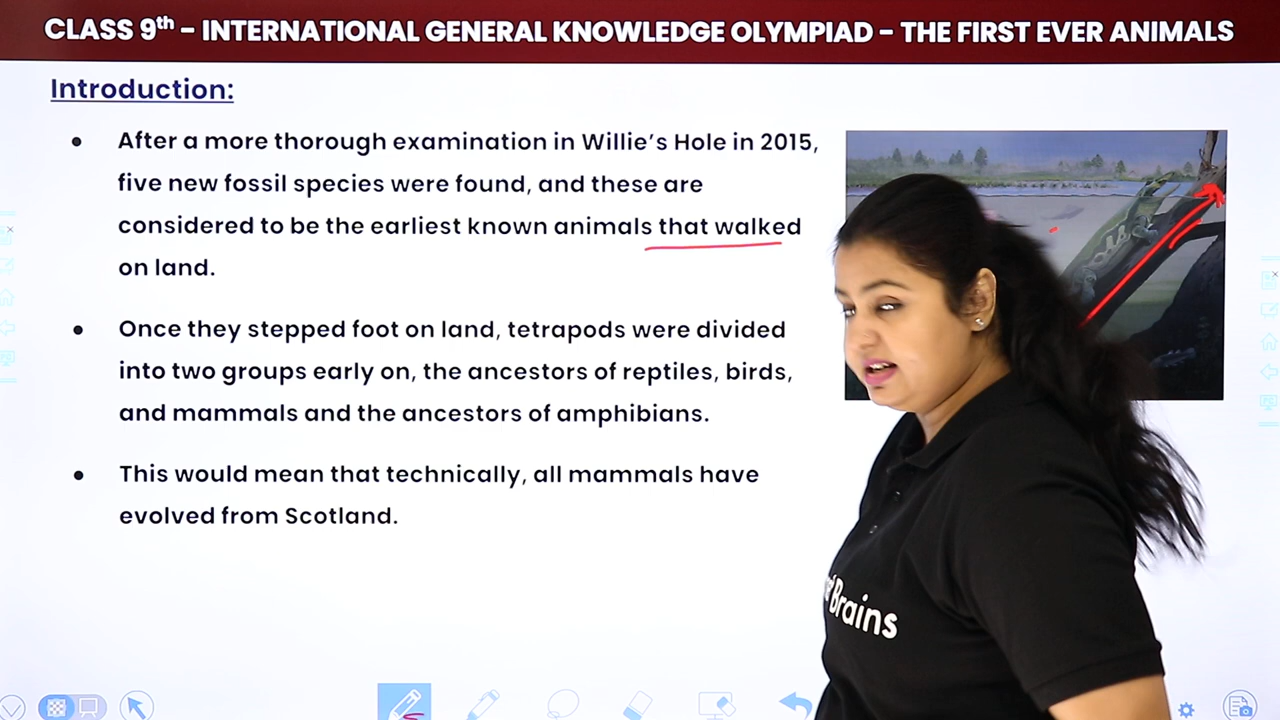 CLASS 9th – INTERNATIONAL GENERAL KNOWLEDGE OLYMPIAD – THE FIRST EVER ANIMALS
Introduction:
• After a more thorough examination in Willie's Hole in 2015,
five new fossil species were found, and these are
considered to be the earliest known animals that walked
on land.
• Once they stepped foot on land, tetrapods were divided
into two groups early on, the ancestors of reptiles, birds,
and mammals and the ancestors of amphibians.
• This would mean that technically, all mammals have
evolved from Scotland.
Brains